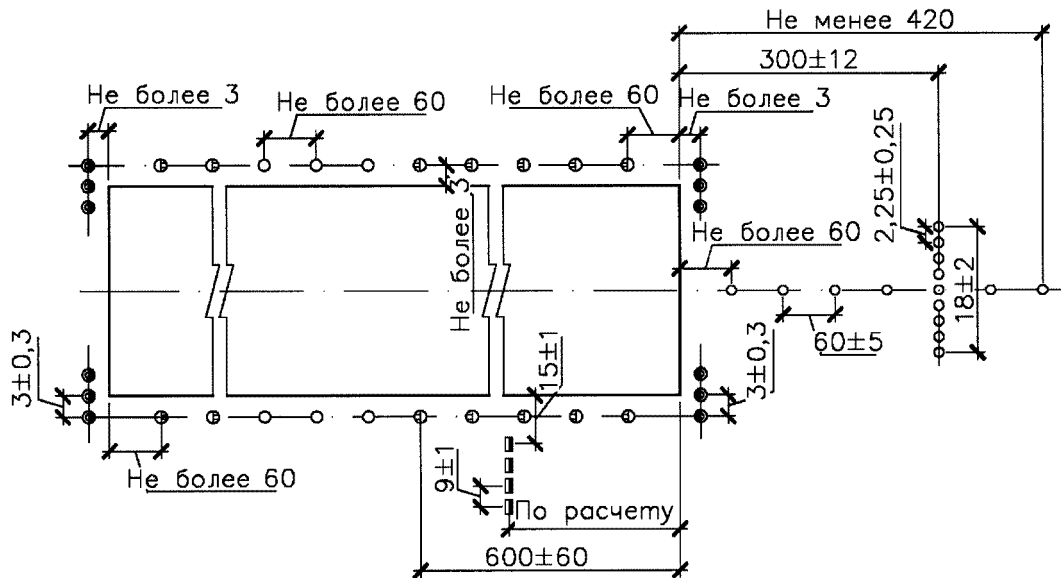 Не менее 420
300±12
Не более 3
Не более 60
Не более 60
Не более 3
2,25±0,25
Не более 3
Не более 60
18±2
60±5
3±0,3
15±1
3±0,3
Не более 60
9±1
По расчету
600±60